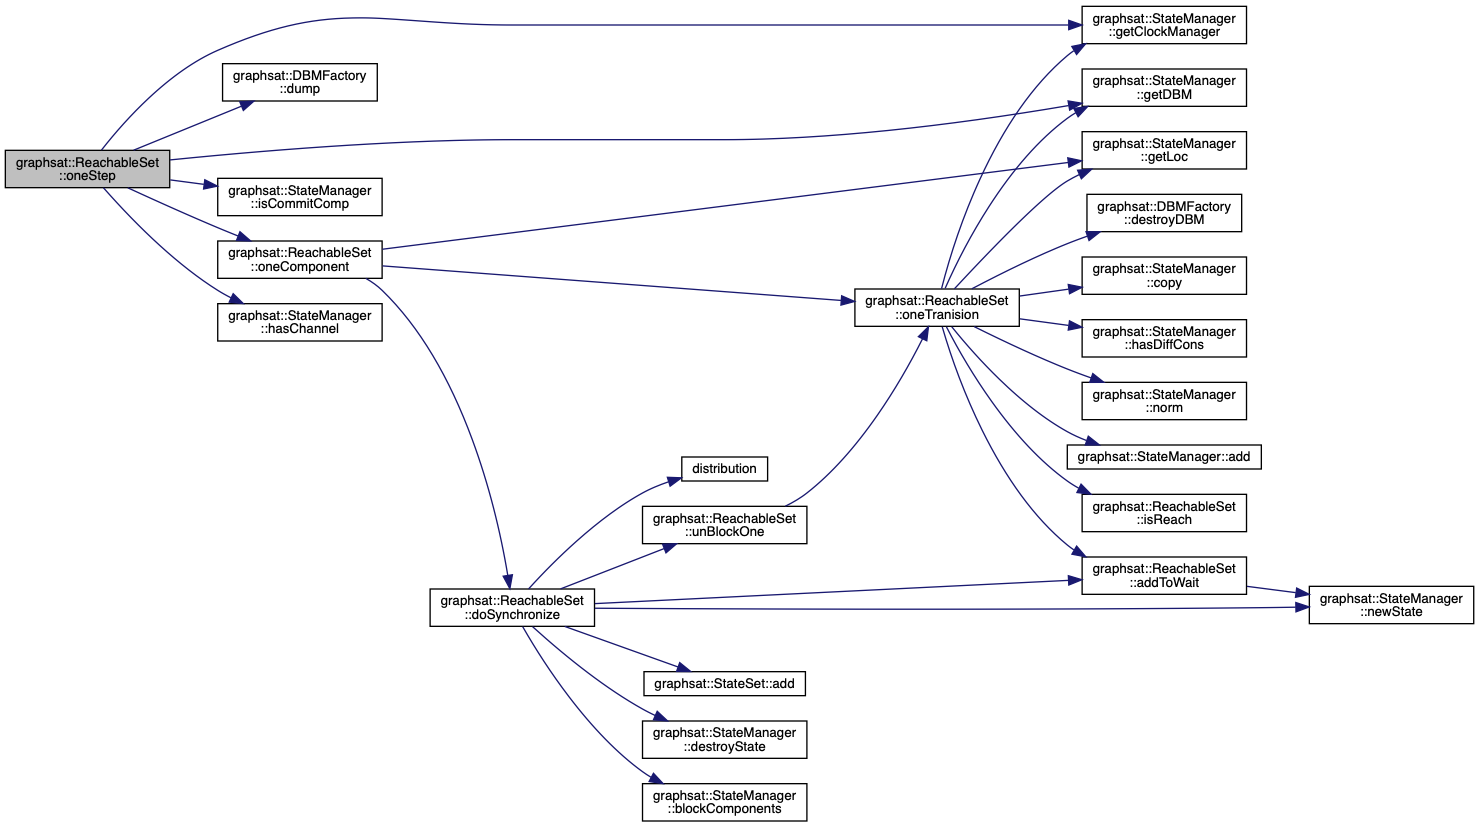 graphsat::ReachableSet
::oneStep
graphsat::DBMFactory
::dump
graphsat::StateManager
::isCommitComp
graphsat::ReachableSet
::oneComponent
graphsat::StateManager
::hasChannel
graphsat::ReachableSet
::doSynchronize
distribution
graphsat::ReachableSet
::unBlockOne
graphsat::StateSet::add
graphsat::StateManager
::destroyState
graphsat::StateManager
::blockComponents
graphsat::ReachableSet
::oneTranision
graphsat::StateManager
::getClockManager
graphsat::StateManager
::getDBM
graphsat::StateManager
::getLoc
graphsat::DBMFactory
::destroyDBM
graphsat::StateManager
::copy
graphsat::StateManager
::hasDiffCons
graphsat::StateManager
::norm
graphsat::StateManager::add
graphsat::ReachableSet
::isReach
graphsat::ReachableSet
::addToWait
graphsat::StateManager
::newState